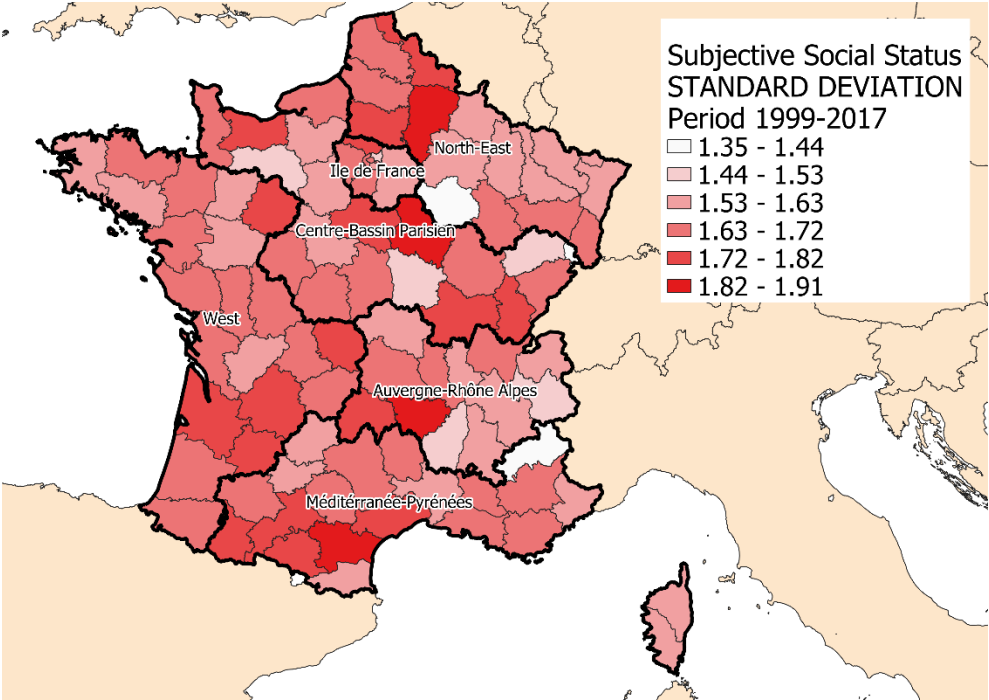 Subjective Social Status
STANDARD DEVIATION
Period 1999-2017
1.35 - 1.44
1.44 - 1.53
1.53 - 1.63
1.63 - 1.72
1.72 - 1.82
1.82 - 1.91
North-East
Ile de France
Centre-Bassin Parisien
West
Auvergne-Rhône Alpes
Méditérranée-Pyrénées